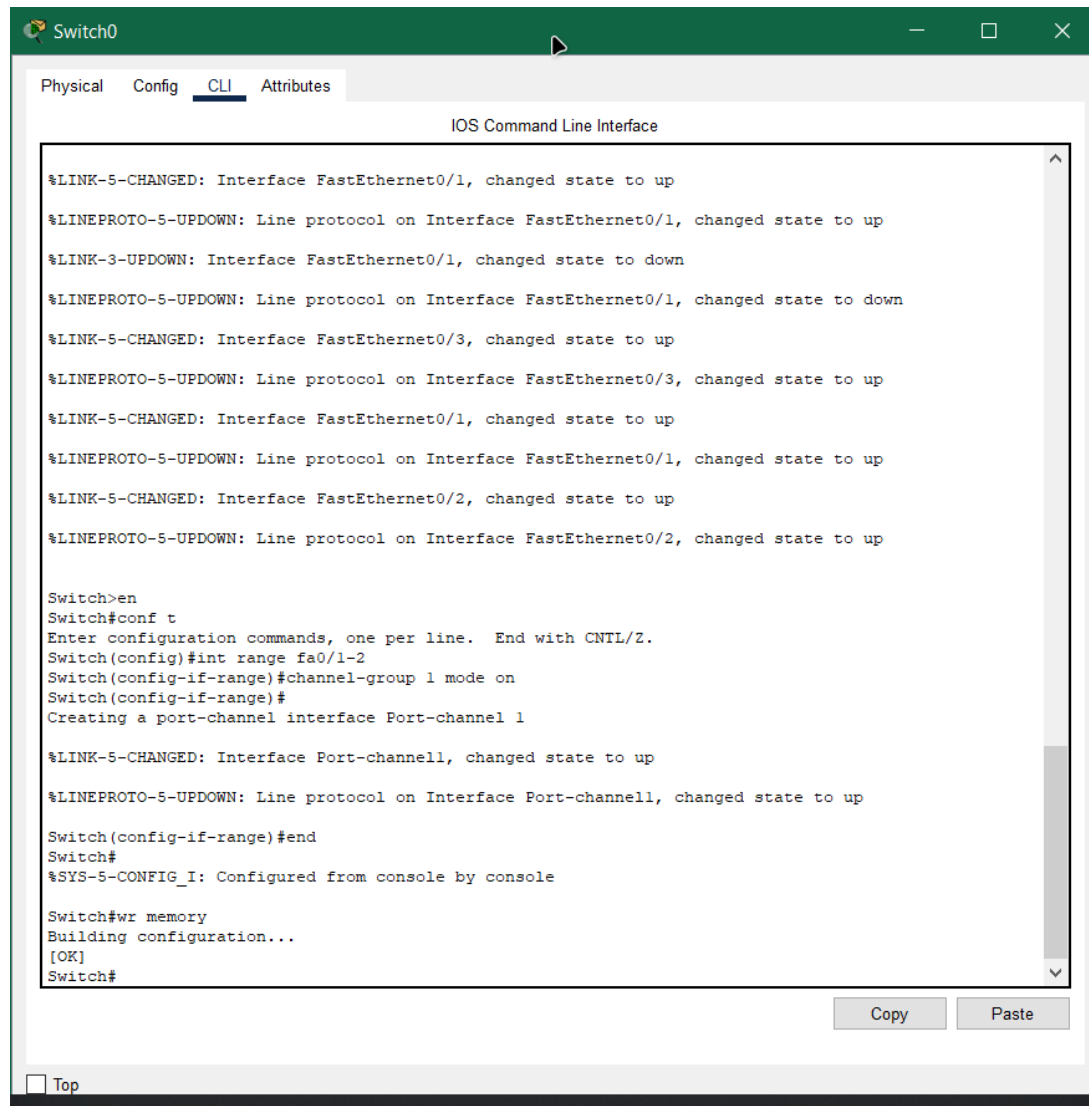 Switch0
Physical Config CLI Attributes
IOS Command Line Interface
%LINK-5-CHANGED: Interface FastEthernet0/1, changed state to up
%LINEPROTO-5-UPDOWN: Line protocol on Interface FastEthernet0/1, changed state to up
%LINK-3-UPDOWN: Interface FastEthernet0/1, changed state to down
%LINEPROTO-5-UPDOWN: Line protocol on Interface FastEthernet0/1, changed state to down
%LINK-5-CHANGED: Interface FastEthernet0/3, changed state to up
%LINEPROTO-5-UPDOWN: Line protocol on Interface FastEthernet0/3, changed state to up
%LINK-5-CHANGED: Interface FastEthernet0/1, changed state to up
%LINEPROTO-5-UPDOWN: Line protocol on Interface FastEthernet0/1, changed state to up
%LINK-5-CHANGED: Interface FastEthernet0/2, changed state to up
%LINEPROTO-5-UPDOWN: Line protocol on Interface FastEthernet0/2, changed state to up
Switch>en
Switch#conf t
Enter configuration commands, one per line.  End with CNTL/Z.
Switch(config)#int range fa0/1-2
Switch(config-if-range)#channel-group 1 mode on
Switch(config-if-range)#
Creating a port-channel interface Port-channel 1
%LINK-5-CHANGED: Interface Port-channel1, changed state to up
%LINEPROTO-5-UPDOWN: Line protocol on Interface Port-channel1, changed state to up
Switch(config-if-range)#end
Switch#
%SYS-5-CONFIG_I: Configured from console by console
Switch#wr memory
Building configuration...
[OK]
Switch#
Copy Paste
Top